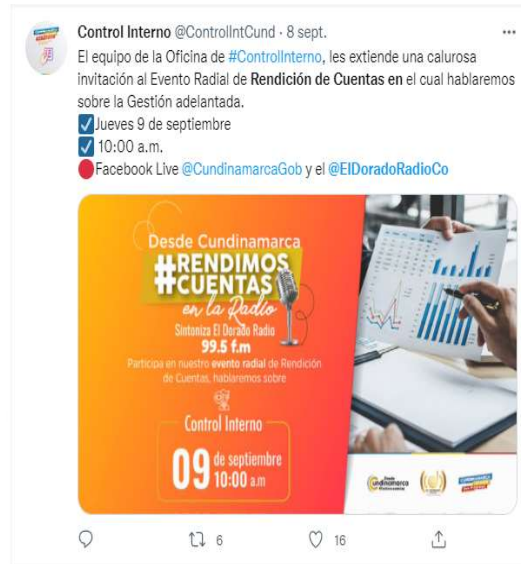 Control Interno @ControlIntCund · 8 sept.
El equipo de la Oficina de #ControlInterno, les extiende una calurosa
invitación al Evento Radial de Rendición de Cuentas en el cual hablaremos
sobre la Gestión adelantada.
Jueves 9 de septiembre
10:00 a.m.
Facebook Live @CundinamarcaGob y el @ElDoradoRadioCo
Desde Cundinamarca
#RENDIMOS
CUENTAS
en la Radio
Sintoniza El Dorado Radio
99.5 f.m
Participa en nuestro evento radial de Rendición
de Cuentas, hablaremos sobre
Control Interno
09 de septiembre
10:00 a.m
Desde
Cundinamarca
6
16